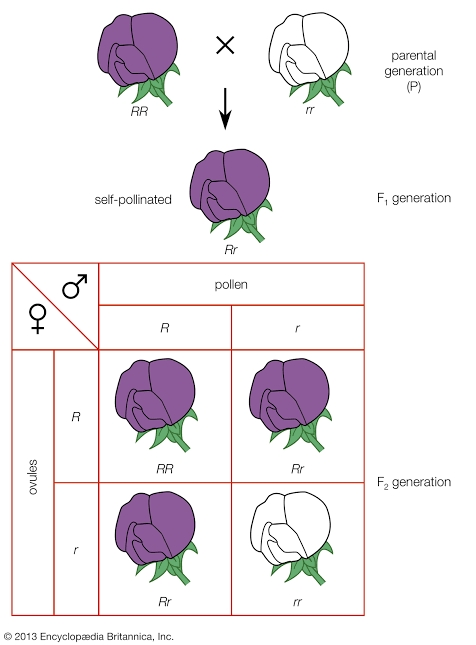 ×
RR
rr
parental
generation
(P)
self-pollinated
F₁ generation
Rr
♂
♀
pollen
R
r
ovules
R
RR
Rr
F₂ generation
r
Rr
rr
© 2013 Encyclopædia Britannica, Inc.